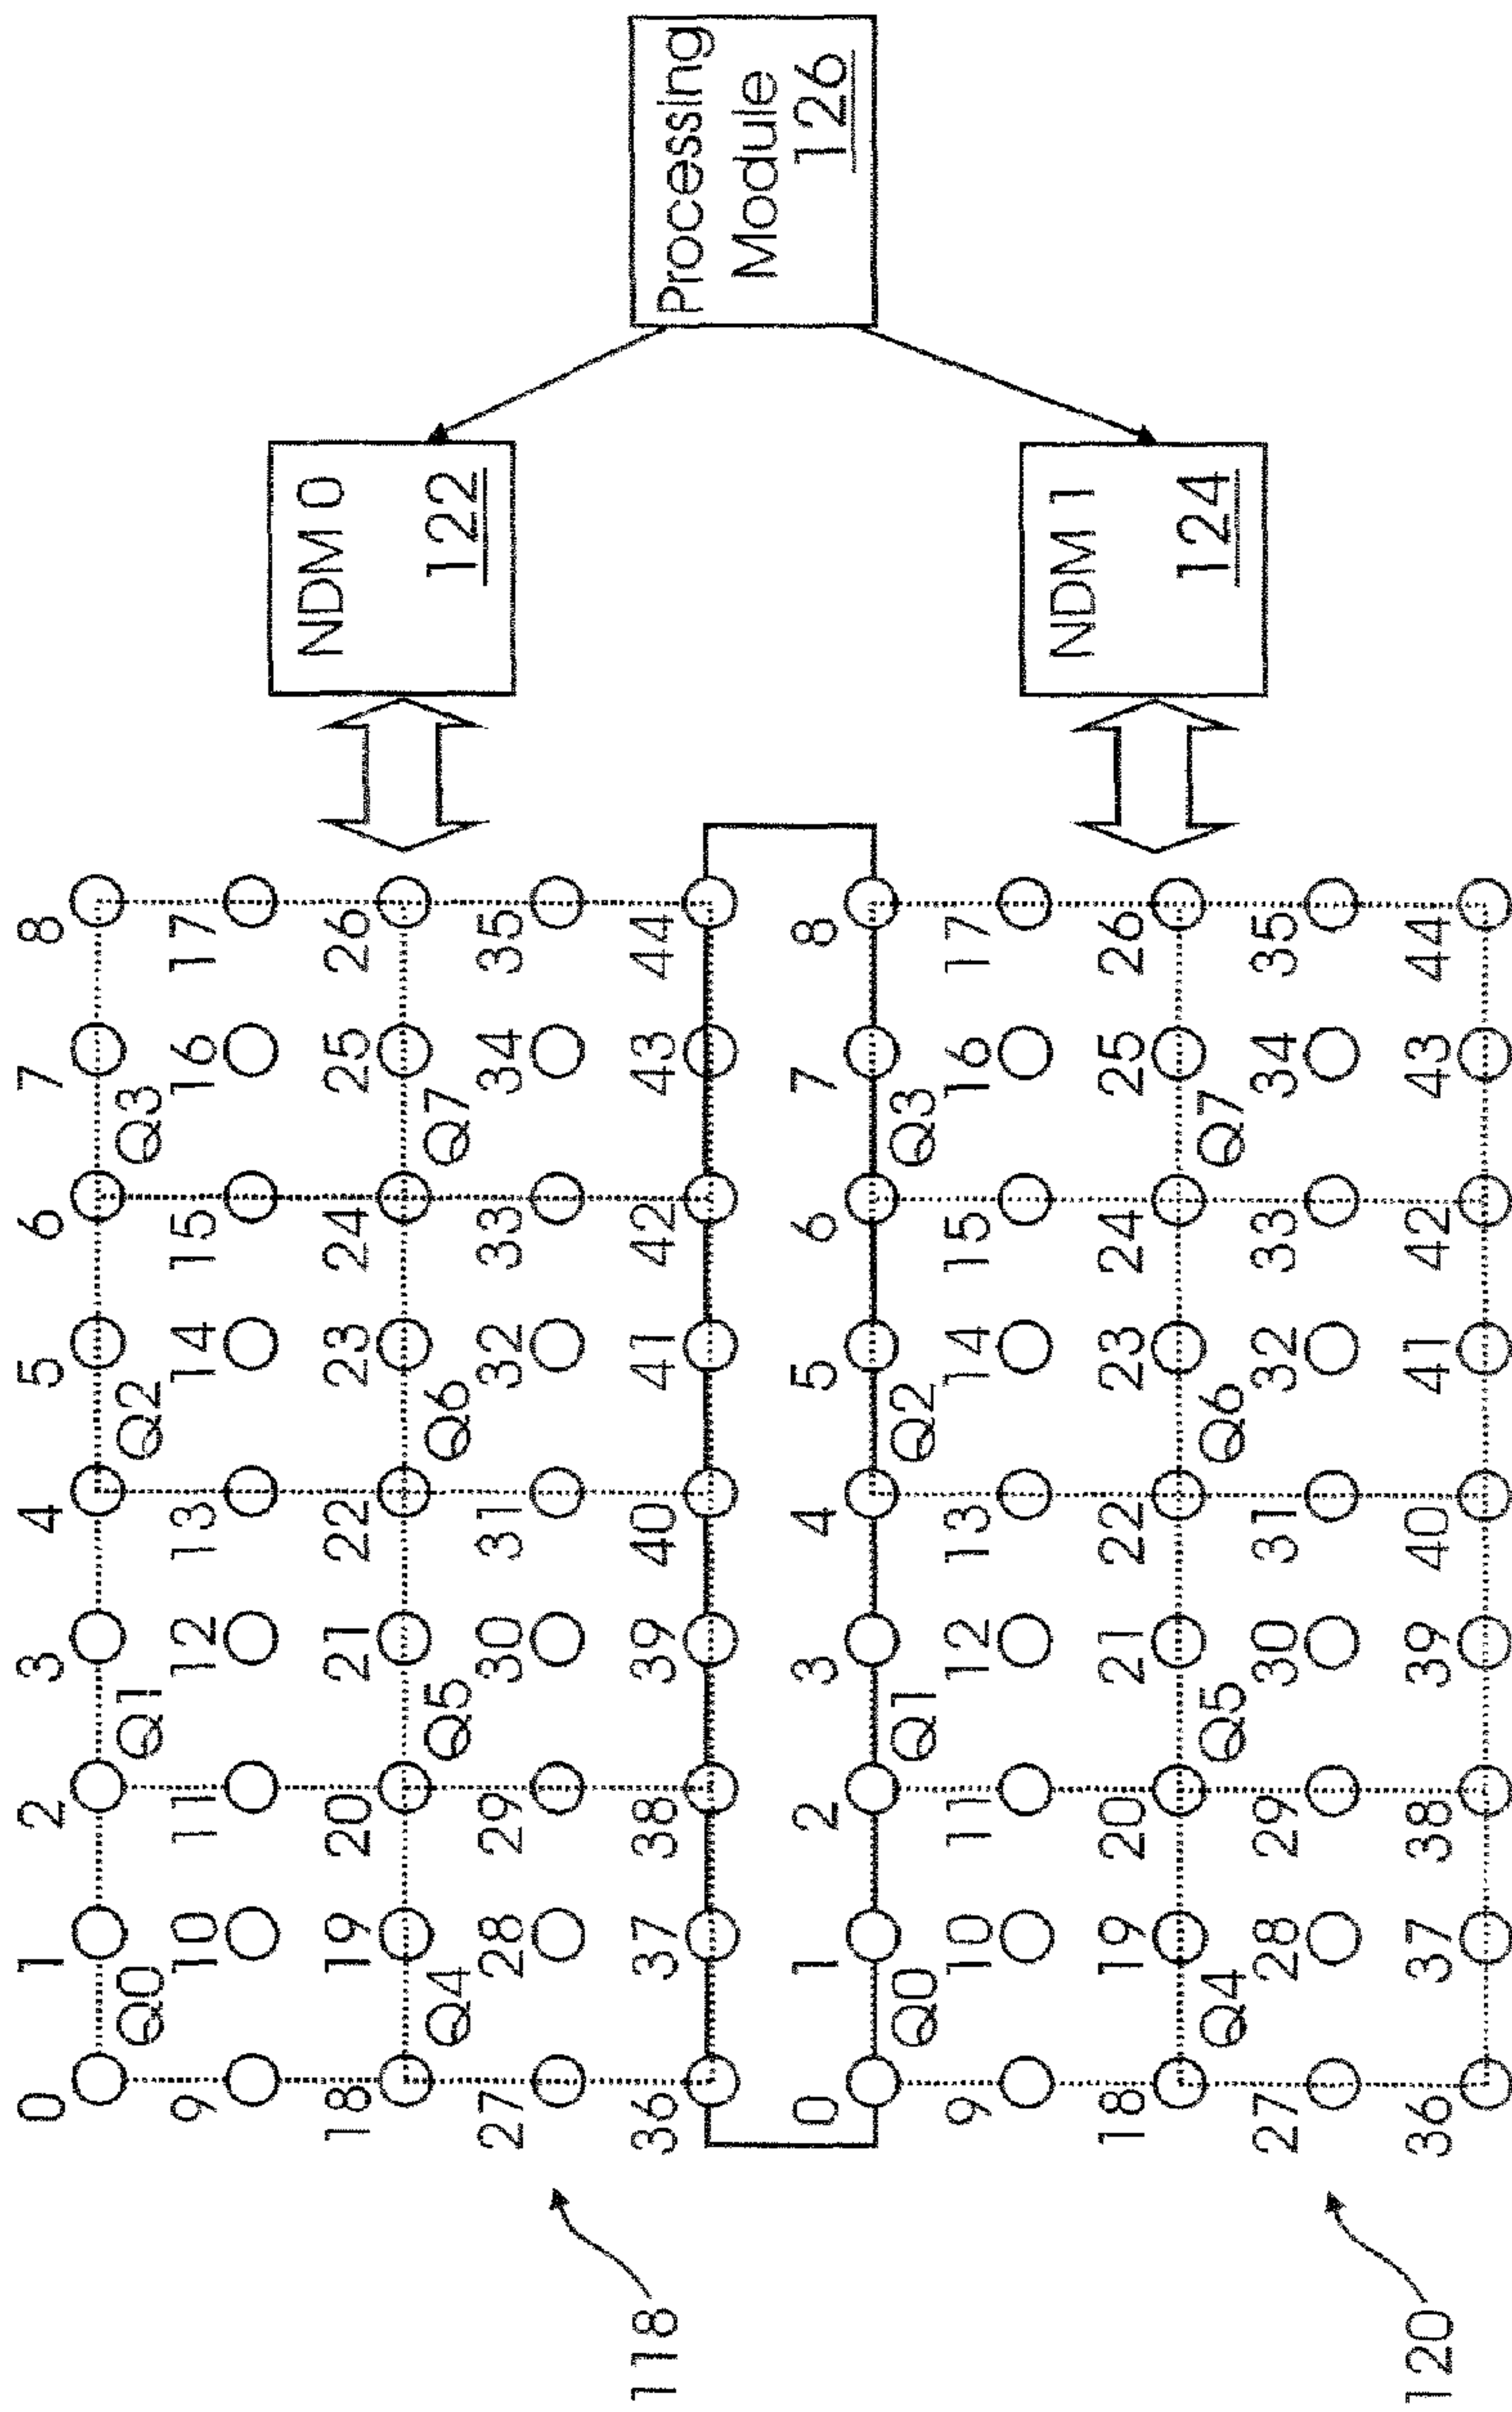 0 1 2 3 4 5 6 7 8
Q0 Q1 Q2 Q3
9 10 11 12 13 14 15 16 17
18 19 20 21 22 23 24 25 26
Q4 Q5 Q6 Q7
27 28 29 30 31 32 33 34 35
36 37 38 39 40 41 42 43 44
118
NDM 0
122
Processing
Module
126
0 1 2 3 4 5 6 7 8
Q0 Q1 Q2 Q3
9 10 11 12 13 14 15 16 17
18 19 20 21 22 23 24 25 26
Q4 Q5 Q6 Q7
27 28 29 30 31 32 33 34 35
36 37 38 39 40 41 42 43 44
120
NDM 1
124